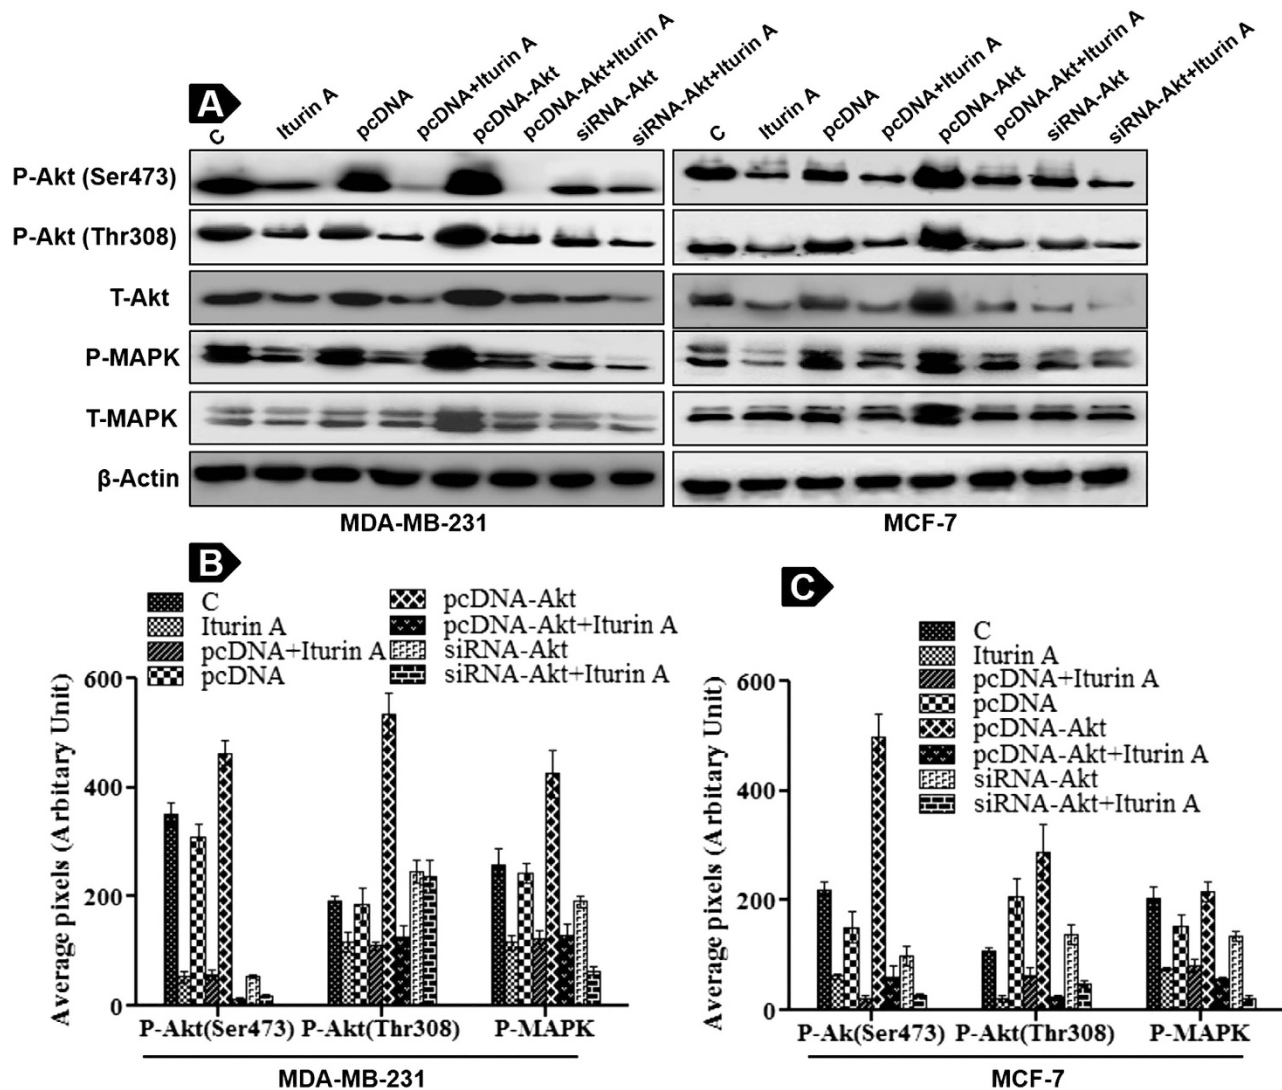 A
C
Iturin A
pcDNA
pcDNA+Iturin A
pcDNA-Akt
pcDNA-Akt+Iturin A
siRNA-Akt
siRNA-Akt+Iturin A
C
Iturin A
pcDNA
pcDNA+Iturin A
pcDNA-Akt
pcDNA-Akt+Iturin A
siRNA-Akt
siRNA-Akt+Iturin A
P-Akt (Ser473)
P-Akt (Thr308)
T-Akt
P-MAPK
T-MAPK
β-Actin
MDA-MB-231
MCF-7
B
C
Iturin A
pcDNA+Iturin A
pcDNA
pcDNA-Akt
pcDNA-Akt+Iturin A
siRNA-Akt
siRNA-Akt+Iturin A
Average pixels (Arbitary Unit)
600
400
200
0
P-Akt(Ser473)
P-Akt(Thr308)
P-MAPK
MDA-MB-231
C
C
Iturin A
pcDNA+Iturin A
pcDNA
pcDNA-Akt
pcDNA-Akt+Iturin A
siRNA-Akt
siRNA-Akt+Iturin A
Average pixels (Arbitary Unit)
600
400
200
0
P-Ak(Ser473)
P-Akt(Thr308)
P-MAPK
MCF-7